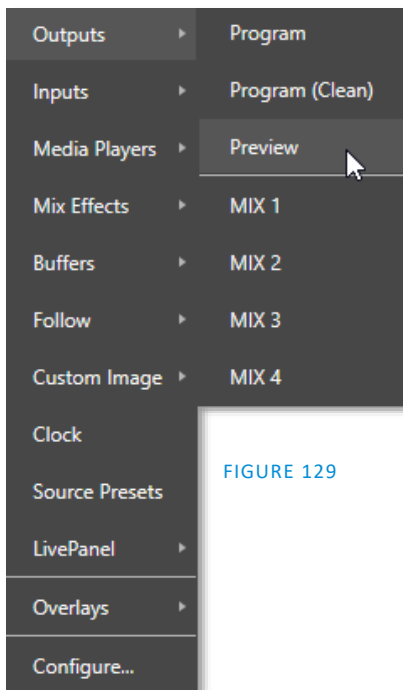 Outputs
Inputs
Media Players
Mix Effects
Buffers
Follow
Custom Image
Clock
Source Presets
LivePanel
Overlays
Configure...
Program
Program (Clean)
Preview
MIX 1
MIX 2
MIX 3
MIX 4
FIGURE 129